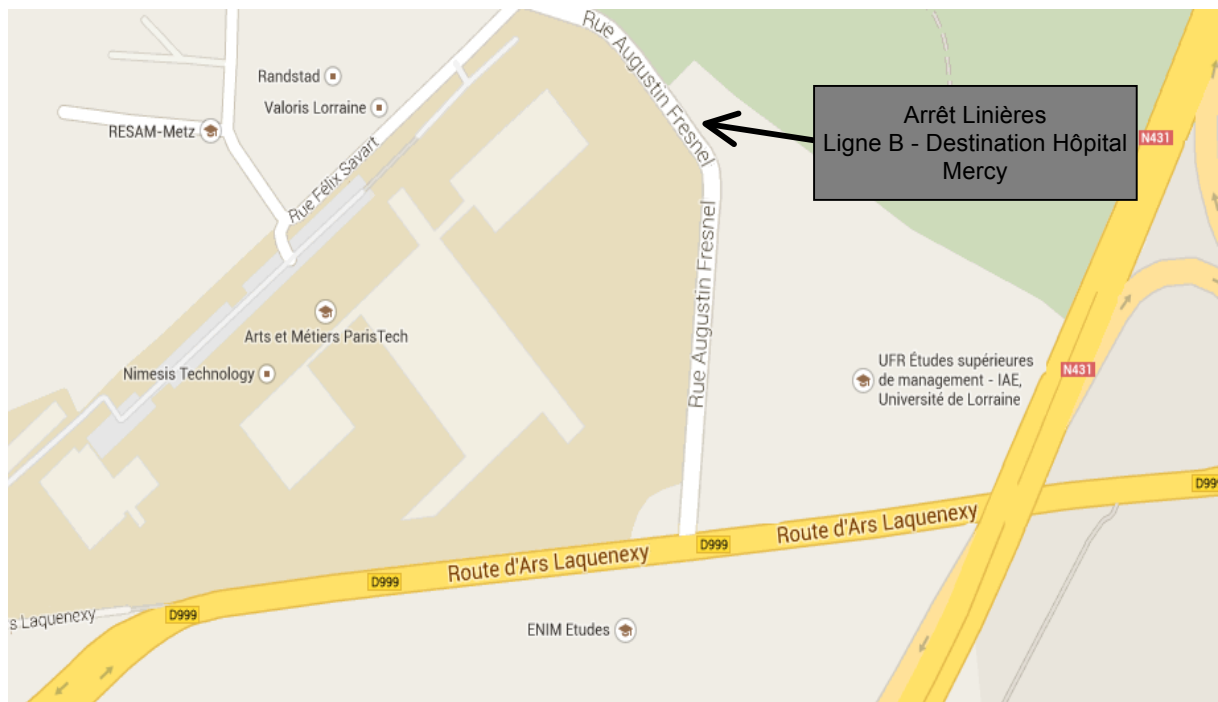 Rue Augustin Fresnel
Randstad
Valoris Lorraine
RESAM-Metz
Rue Félix Savart
Arrêt Linières
Ligne B - Destination Hôpital
Mercy
N431
Rue Augustin Fresnel
Arts et Métiers ParisTech
Nimesis Technology
UFR Études supérieures
de management - IAE,
Université de Lorraine
N431
D999
Route d'Ars Laquenexy
D999
Route d'Ars Laquenexy
D999
s Laquenexy
D999
ENIM Etudes